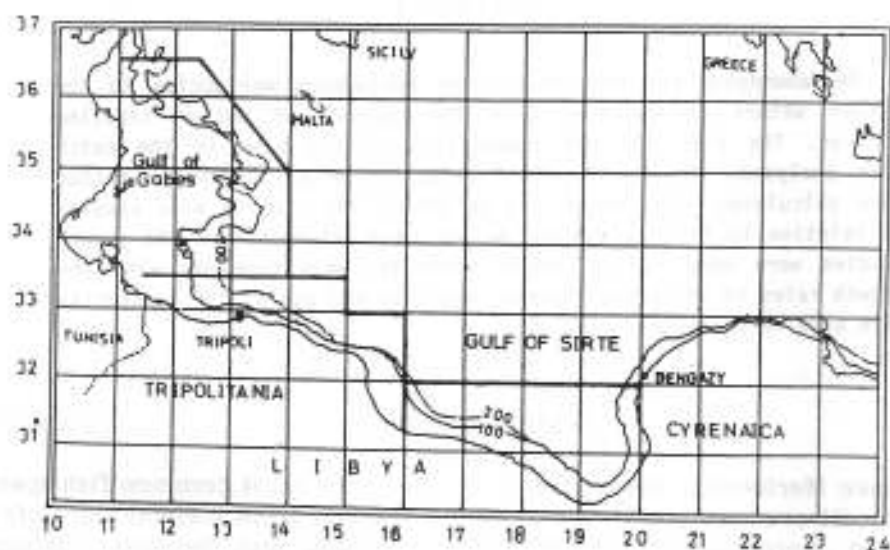 37
36
35
34
33
32
31°
SICILY
GREECE
MALTA
Gulf of
Gabes
100
TUNISIA
TRIPOLI
GULF OF SIRTE
TRIPOLITANIA
BENGAZY
200
100
CYRENAICA
L I B Y A
10 11 12 13 14 15 16 17 18 19 20 21 22 23 24